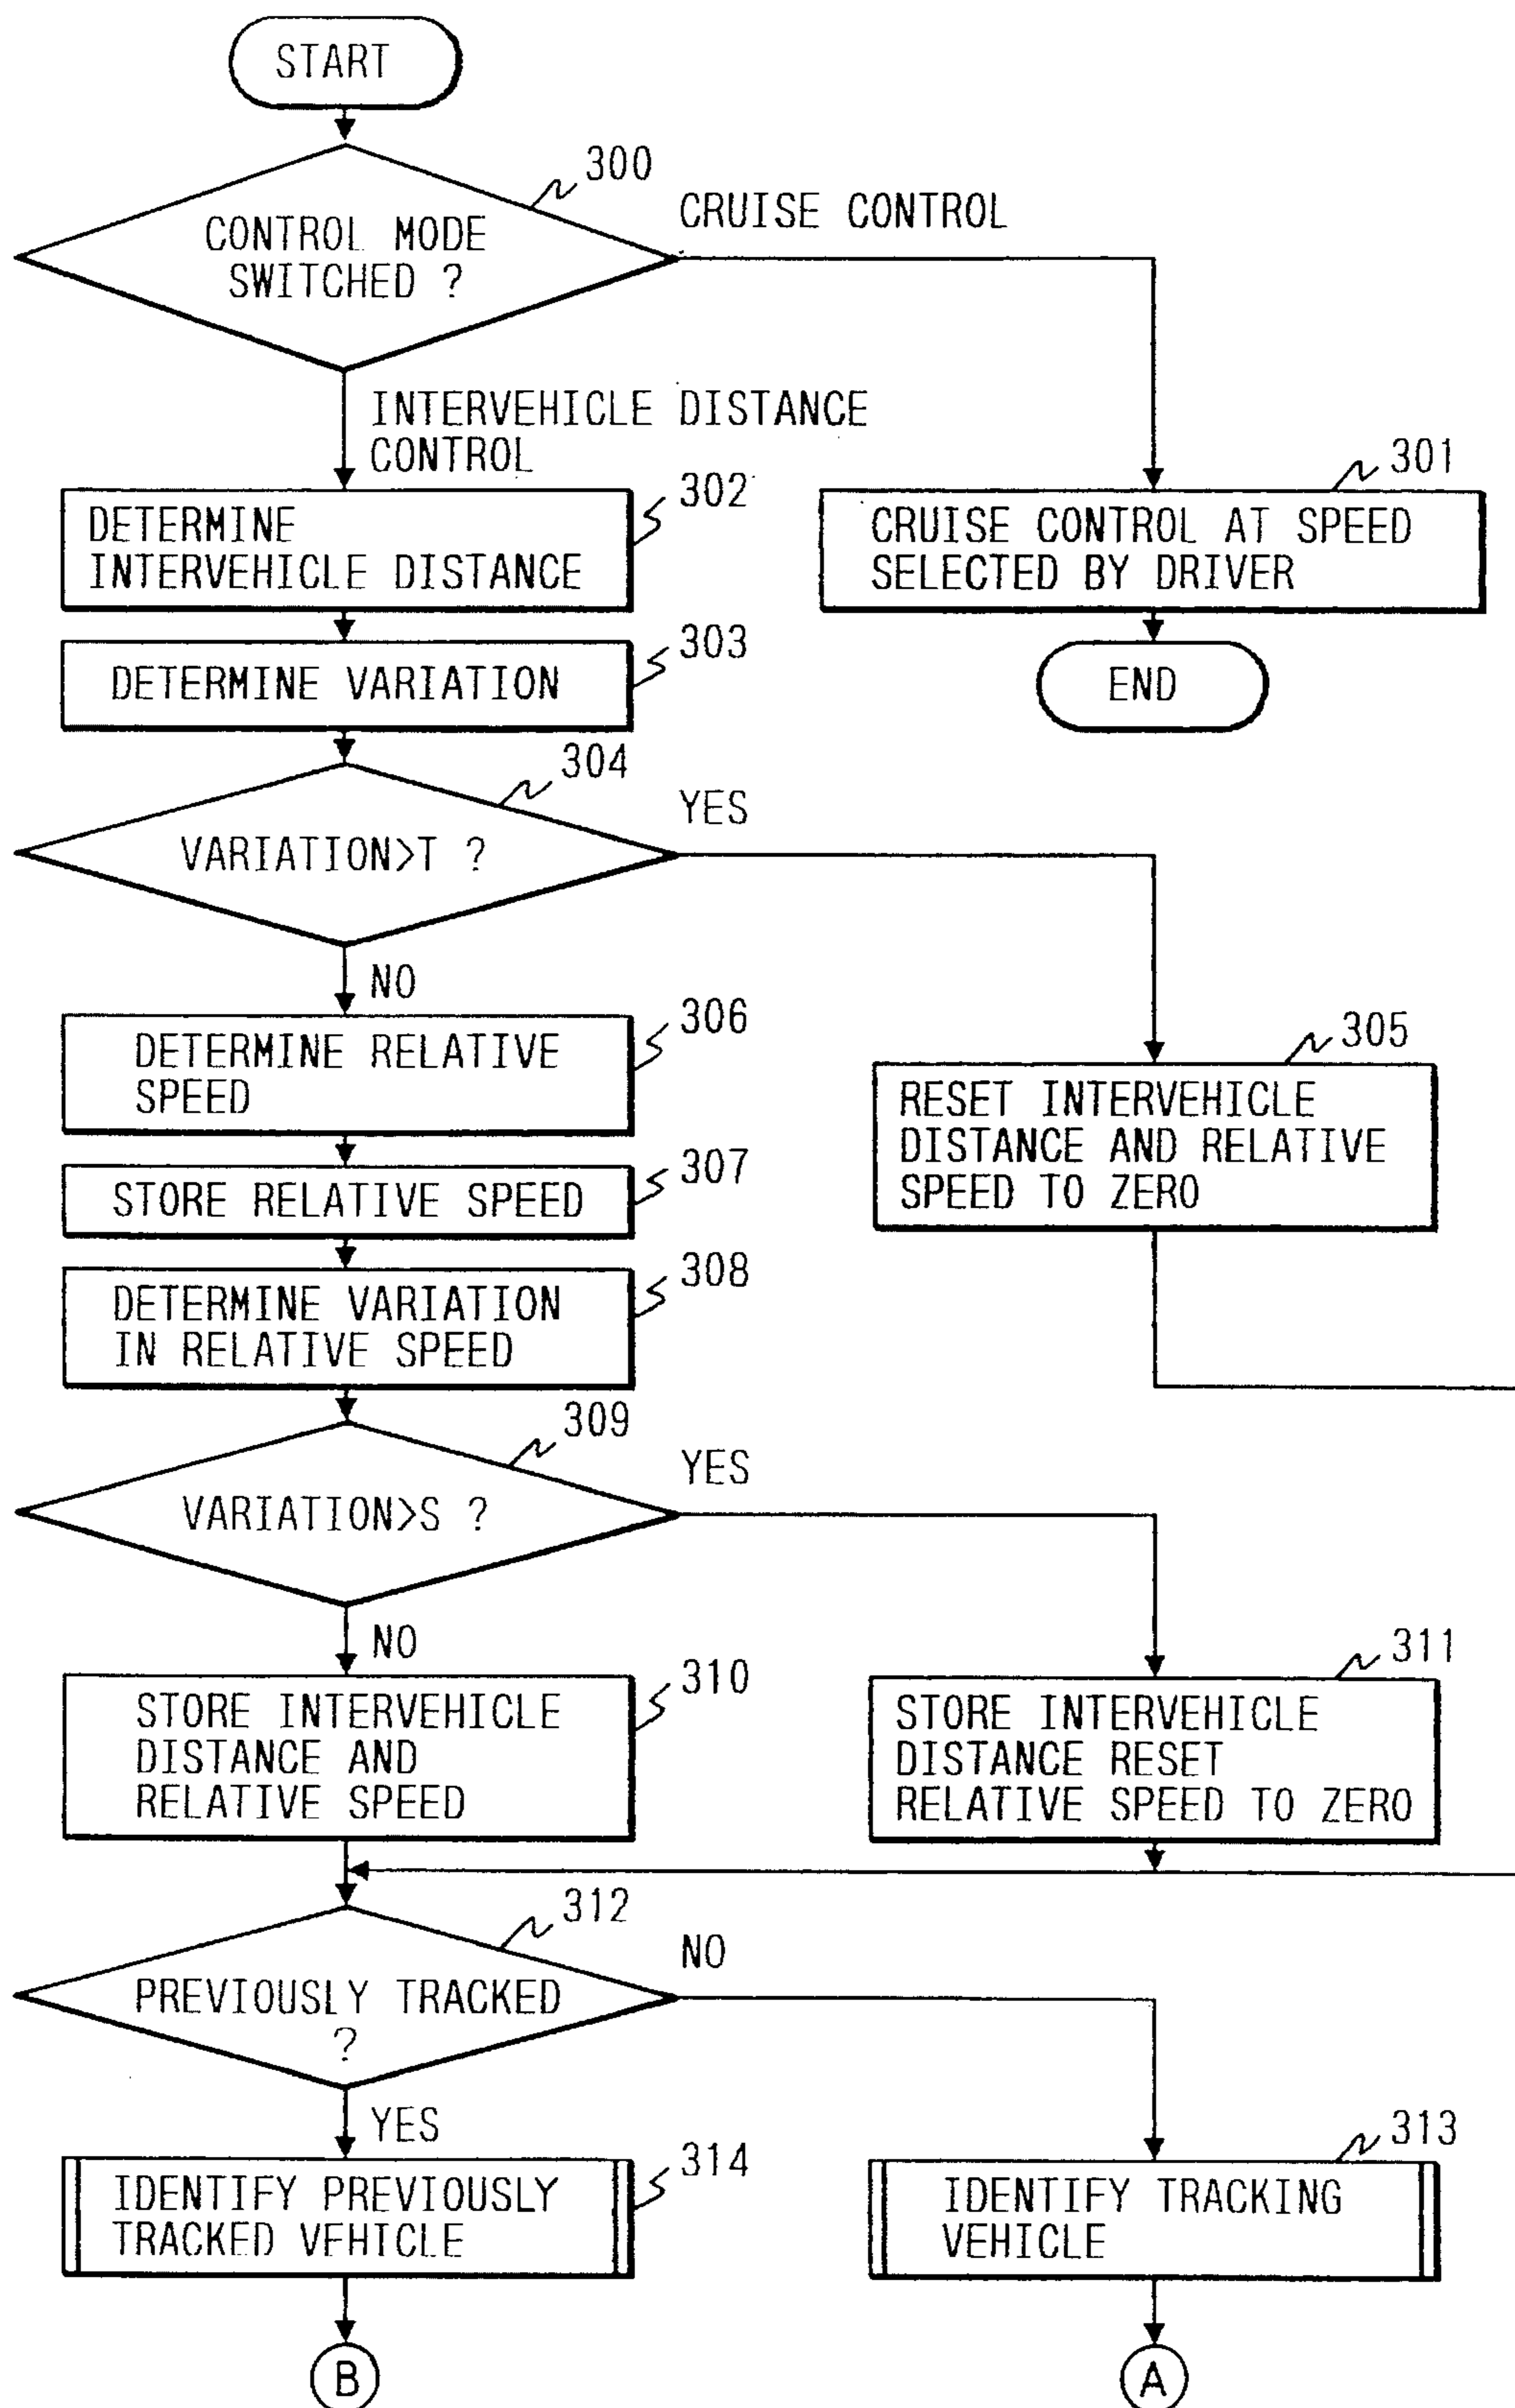 START
300
CONTROL MODE
SWITCHED ?
CRUISE CONTROL
INTERVEHICLE DISTANCE
CONTROL
302
DETERMINE
INTERVEHICLE DISTANCE
301
CRUISE CONTROL AT SPEED
SELECTED BY DRIVER
303
DETERMINE VARIATION
END
304
VARIATION>T ?
YES
NO
306
DETERMINE RELATIVE
SPEED
305
RESET INTERVEHICLE
DISTANCE AND RELATIVE
SPEED TO ZERO
307
STORE RELATIVE SPEED
308
DETERMINE VARIATION
IN RELATIVE SPEED
309
VARIATION>S ?
YES
NO
310
STORE INTERVEHICLE
DISTANCE AND
RELATIVE SPEED
311
STORE INTERVEHICLE
DISTANCE RESET
RELATIVE SPEED TO ZERO
312
PREVIOUSLY TRACKED
?
NO
YES
314
IDENTIFY PREVIOUSLY
TRACKED VEHICLE
313
IDENTIFY TRACKING
VEHICLE
B
A